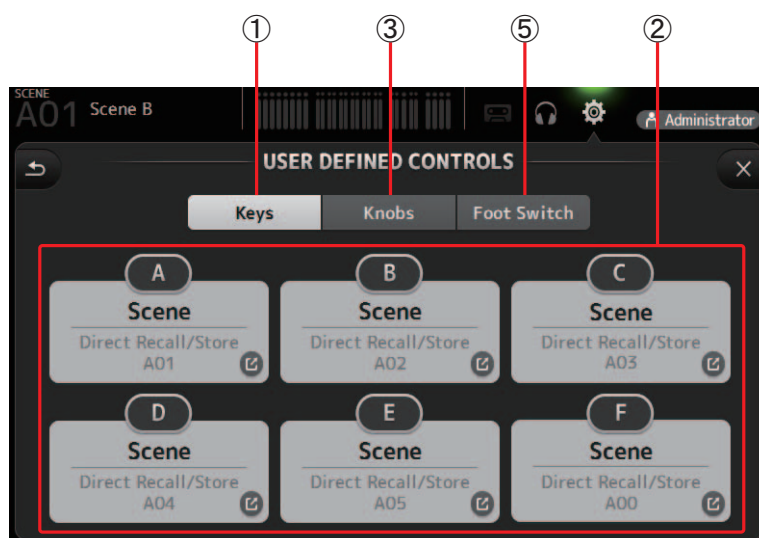 ① ③ ⑤ ②
SCENE
A01 Scene B
Administrator
USER DEFINED CONTROLS
Keys Knobs Foot Switch
A B C
Scene Scene Scene
Direct Recall/Store Direct Recall/Store Direct Recall/Store
A01 A02 A03
D E F
Scene Scene Scene
Direct Recall/Store Direct Recall/Store Direct Recall/Store
A04 A05 A00